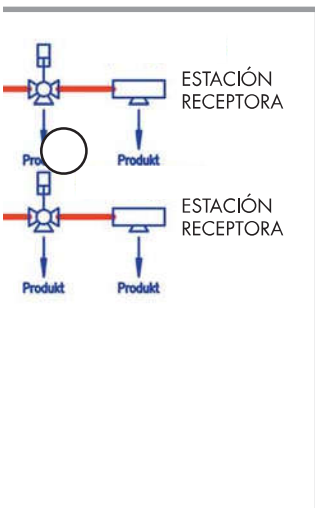 ESTACIÓN
RECEPTORA
Produkt
ESTACIÓN
RECEPTORA
Produkt
Produkt